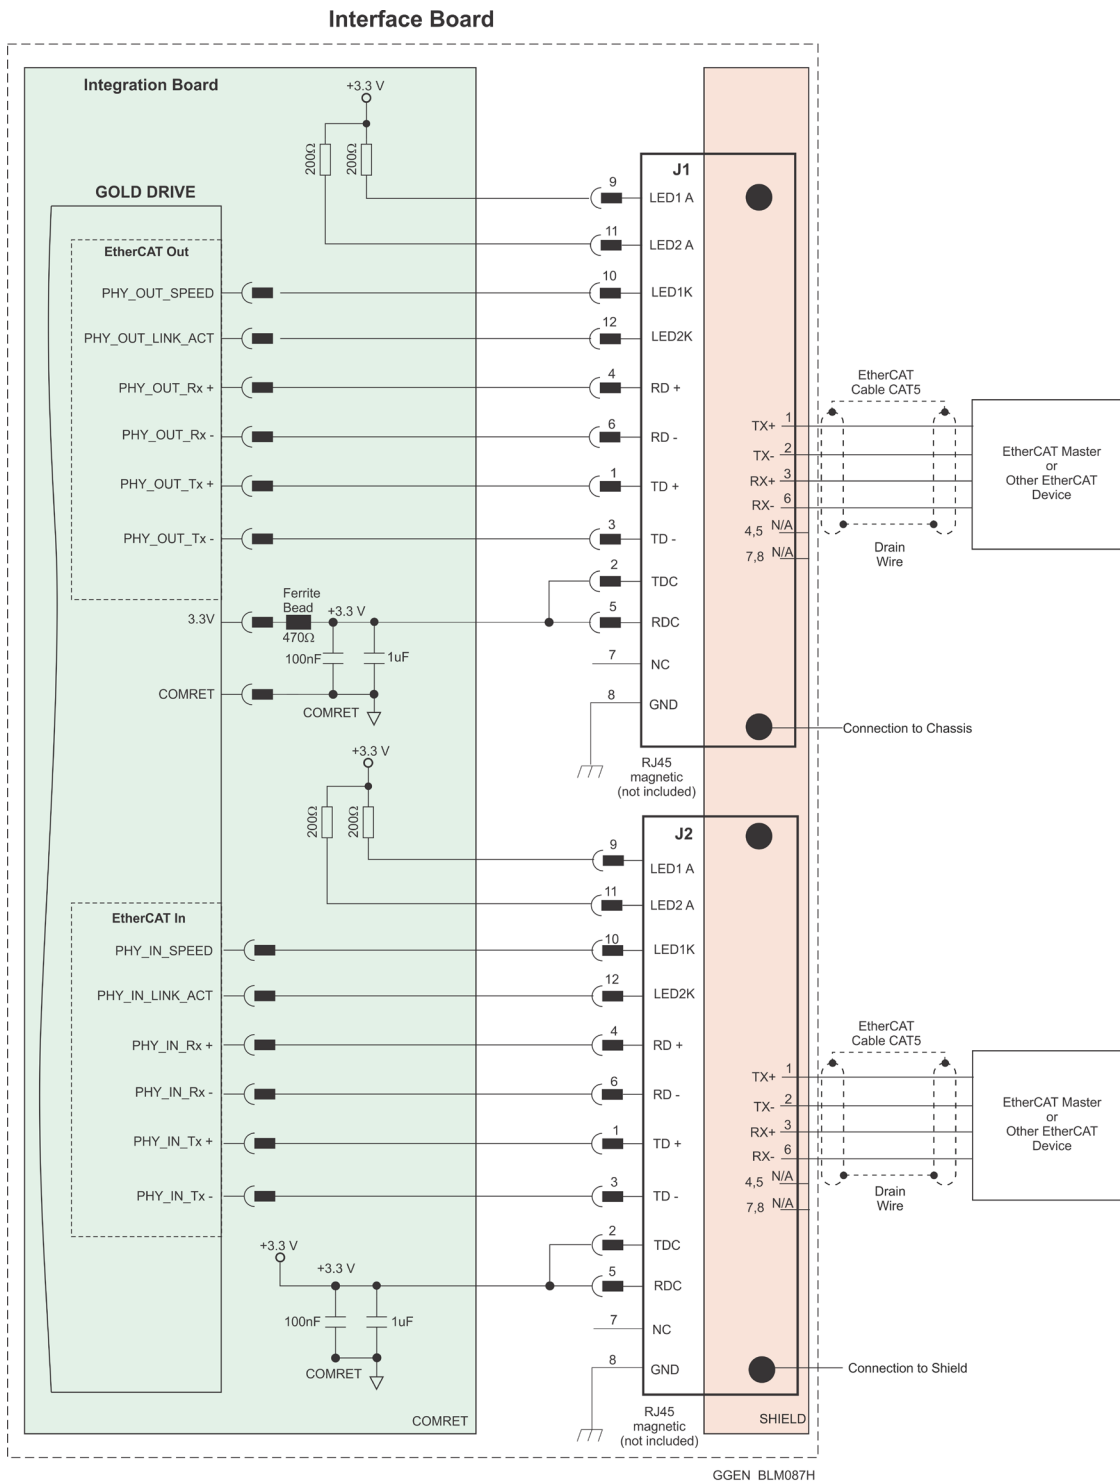 Interface Board
Integration Board
+3.3 V
200Ω
200Ω
GOLD DRIVE
EtherCAT Out
PHY_OUT_SPEED
PHY_OUT_LINK_ACT
PHY_OUT_Rx +
PHY_OUT_Rx -
PHY_OUT_Tx +
PHY_OUT_Tx -
3.3V
Ferrite
Bead
470Ω
+3.3 V
100nF
1uF
COMRET
COMRET
J1
9
LED1 A
11
LED2 A
10
LED1K
12
LED2K
4
RD +
6
RD -
1
TD +
3
TD -
2
TDC
5
RDC
7
NC
8
GND
TX+ 1
TX- 2
RX+ 3
RX- 6
4,5 N/A
7,8 N/A
EtherCAT
Cable CAT5
Drain
Wire
EtherCAT Master
or
Other EtherCAT
Device
Connection to Chassis
RJ45
magnetic
(not included)
+3.3 V
200Ω
200Ω
EtherCAT In
PHY_IN_SPEED
PHY_IN_LINK_ACT
PHY_IN_Rx +
PHY_IN_Rx -
PHY_IN_Tx +
PHY_IN_Tx -
+3.3 V
+3.3 V
100nF
1uF
COMRET
COMRET
J2
9
LED1 A
11
LED2 A
10
LED1K
12
LED2K
4
RD +
6
RD -
1
TD +
3
TD -
2
TDC
5
RDC
7
NC
8
GND
TX+ 1
TX- 2
RX+ 3
RX- 6
4,5 N/A
7,8 N/A
EtherCAT
Cable CAT5
Drain
Wire
EtherCAT Master
or
Other EtherCAT
Device
Connection to Shield
RJ45
magnetic
(not included)
SHIELD
GGEN_BLM087H